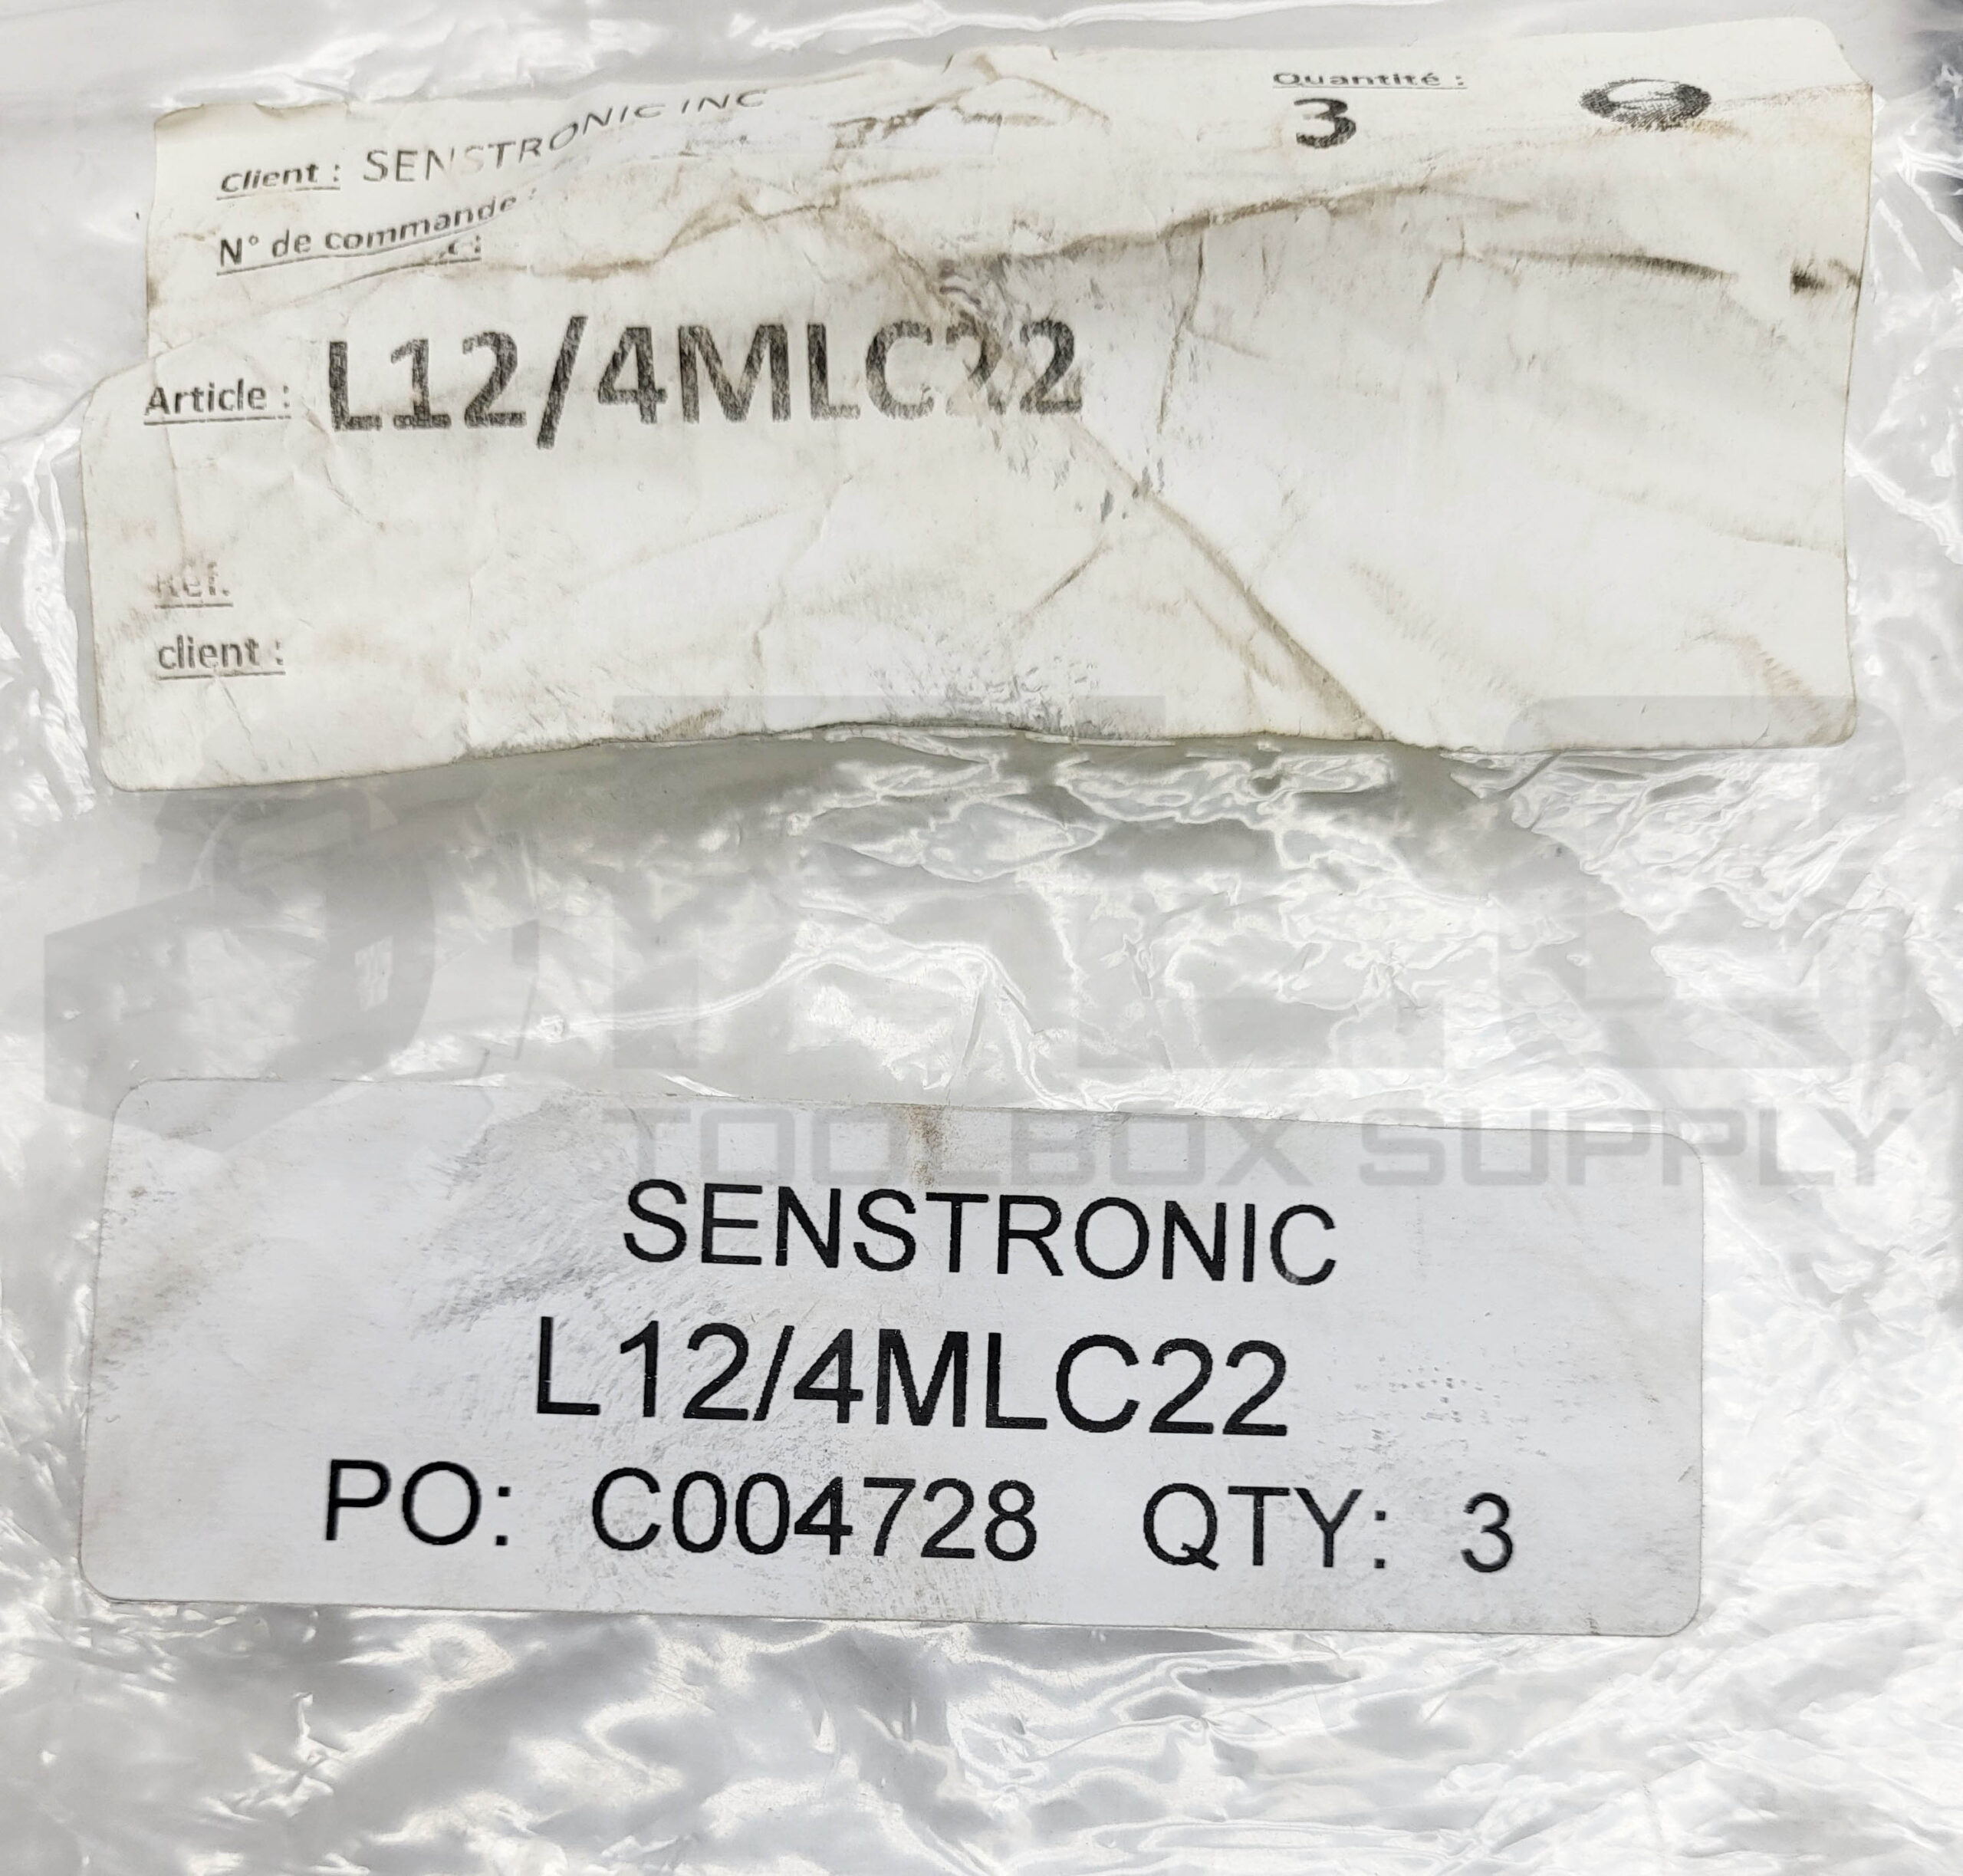 Client : SENSTRONIC INC
Quantité :
3
N° de commande :
Article : L12/4MLC22
Réf.
client :
TOOLBOX SUPPLY
SENSTRONIC
L12/4MLC22
PO: C004728 QTY: 3